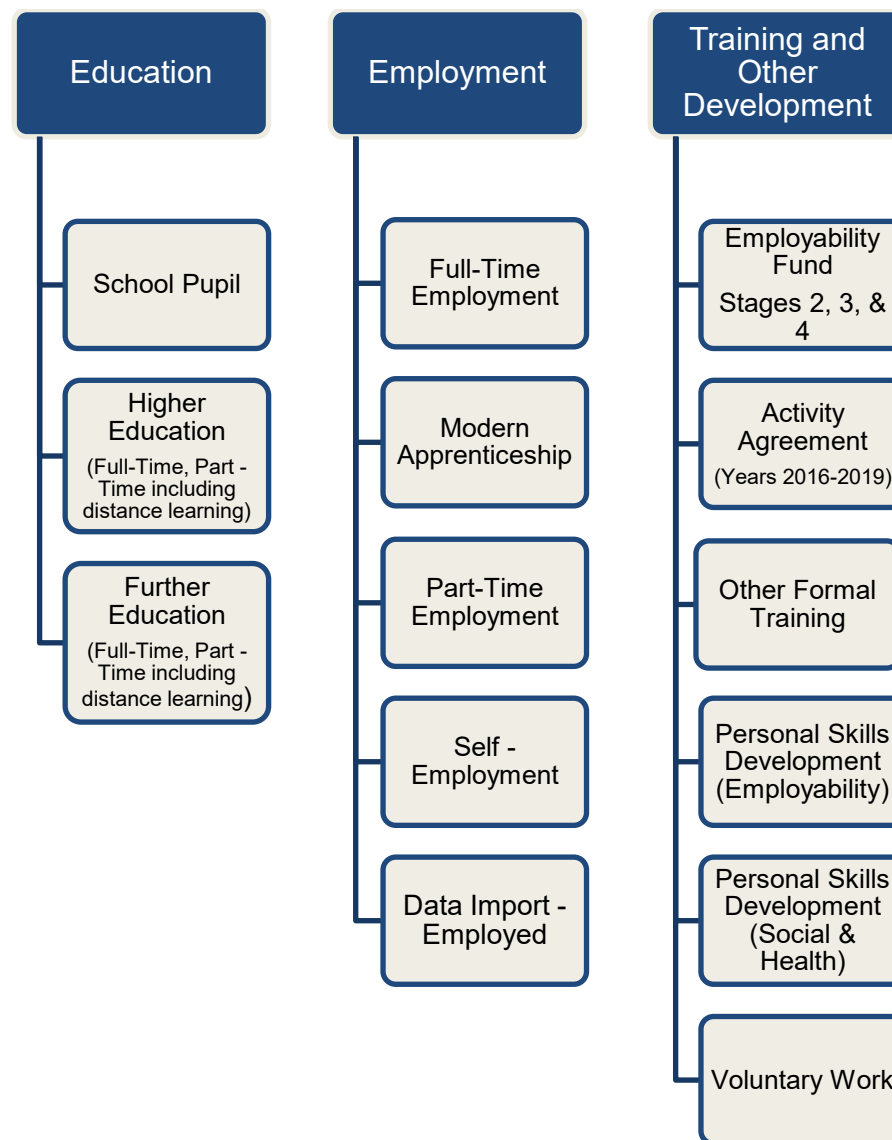 Education
School Pupil
Higher
Education
(Full-Time, Part -
Time including
distance learning)
Further
Education
(Full-Time, Part -
Time including
distance learning)
Employment
Full-Time
Employment
Modern
Apprenticeship
Part-Time
Employment
Self -
Employment
Data Import -
Employed
Training and
Other
Development
Employability
Fund
Stages 2, 3, &
4
Activity
Agreement
(Years 2016-2019)
Other Formal
Training
Personal Skills
Development
(Employability)
Personal Skills
Development
(Social &
Health)
Voluntary Work